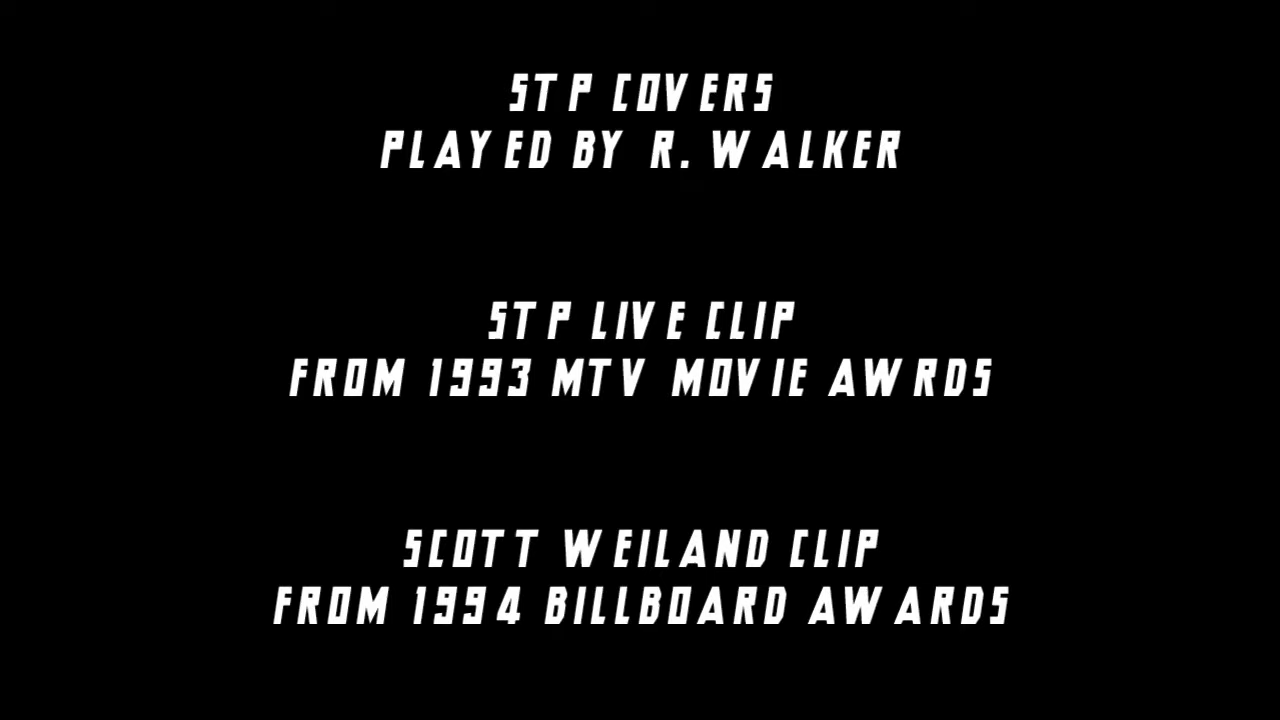 STP COVERS
PLAYED BY R. WALKER
STP LIVE CLIP
FROM 1993 MTV MOVIE AWRDS
SCOTT WEILAND CLIP
FROM 1994 BILLBOARD AWARDS